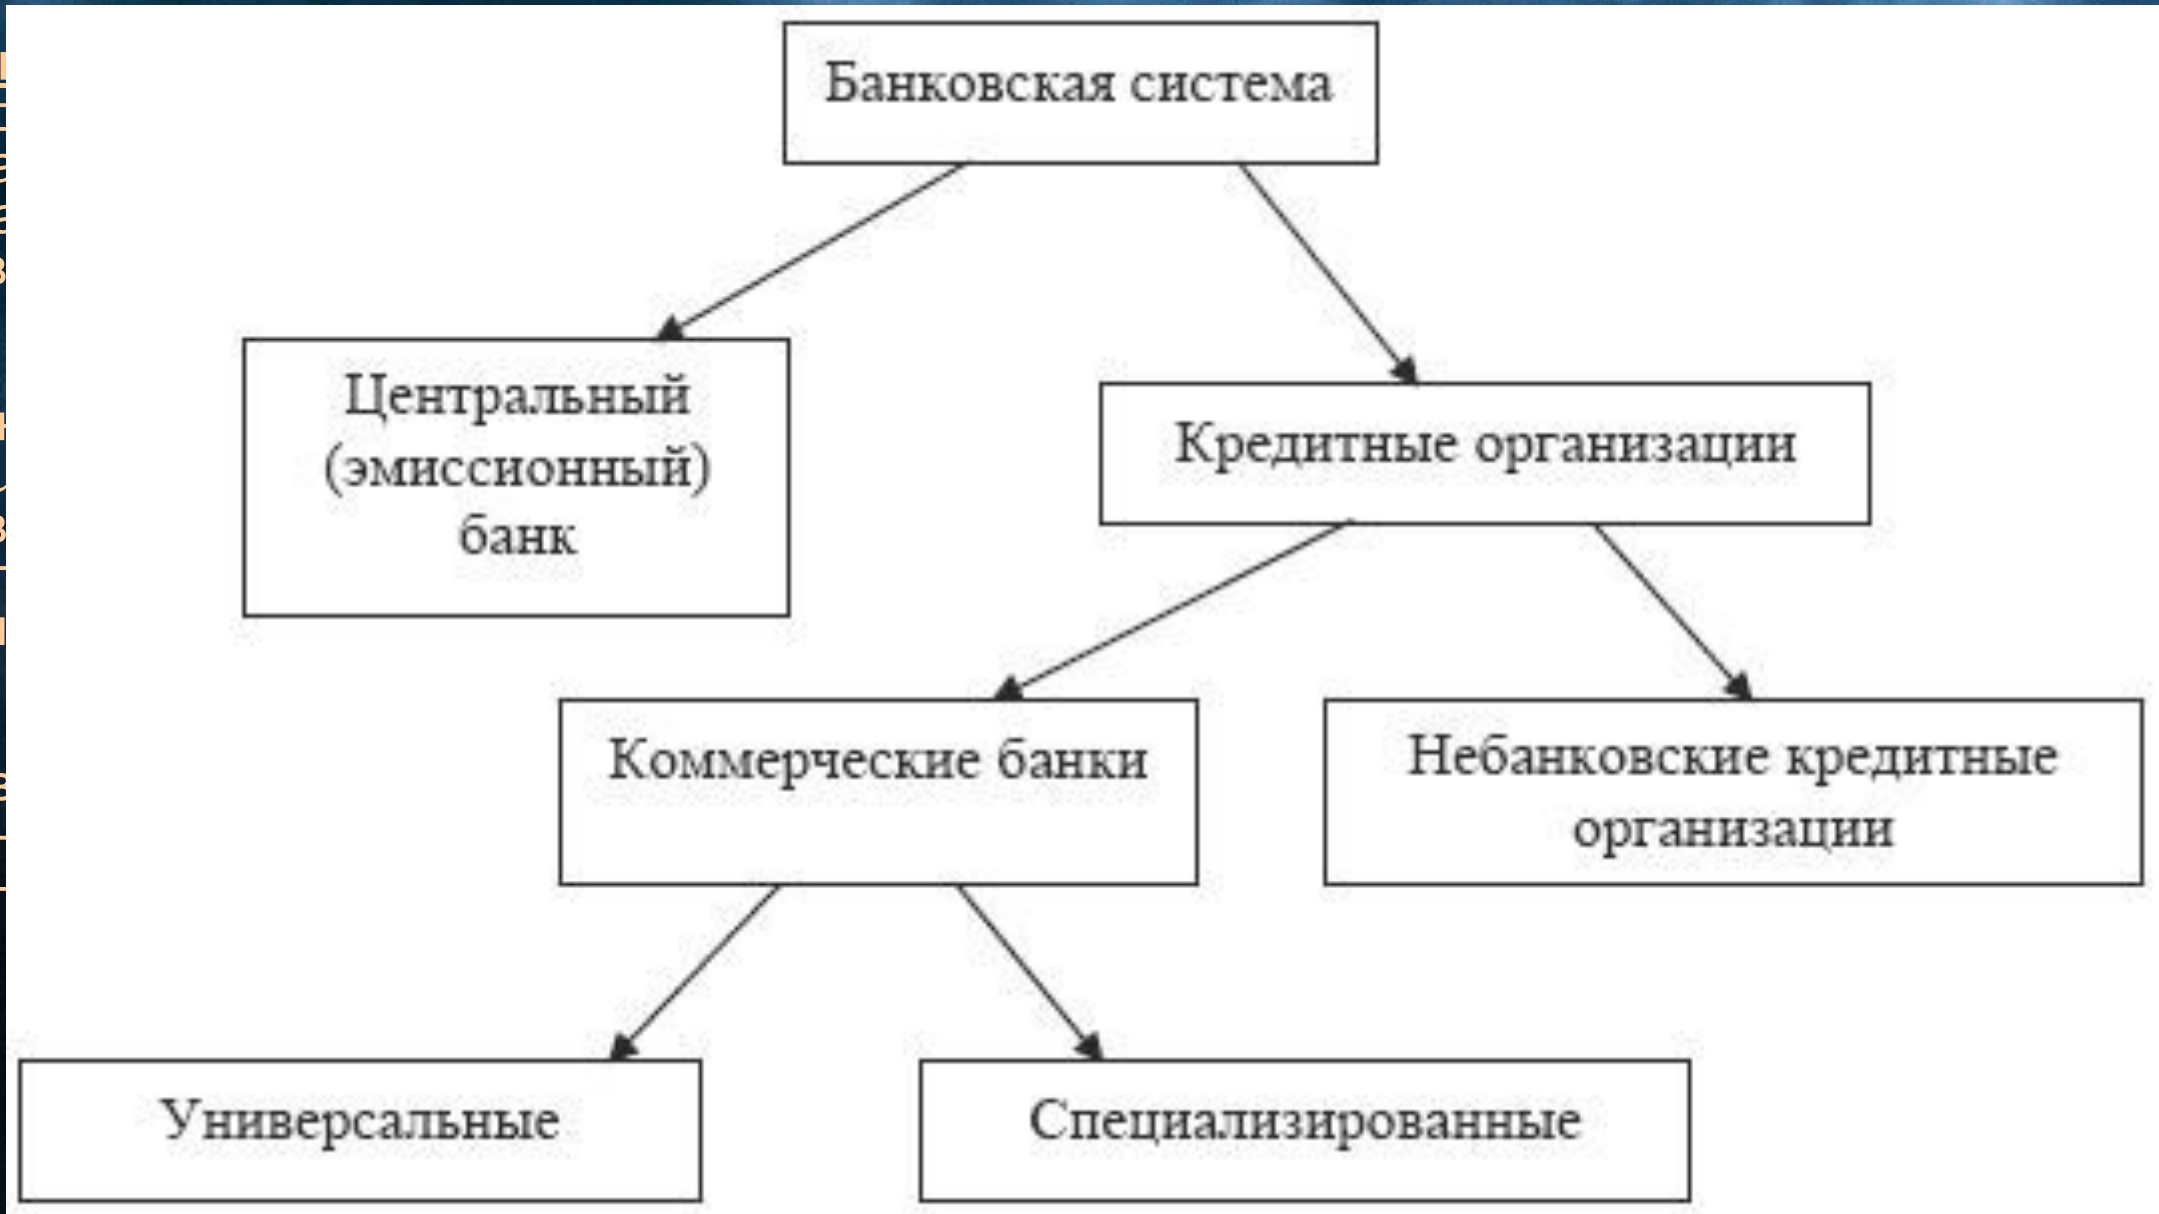 Банковская система
Центральный
(эмиссионный)
банк
Кредитные организации
Коммерческие банки
Небанковские кредитные
организации
Универсальные
Специализированные